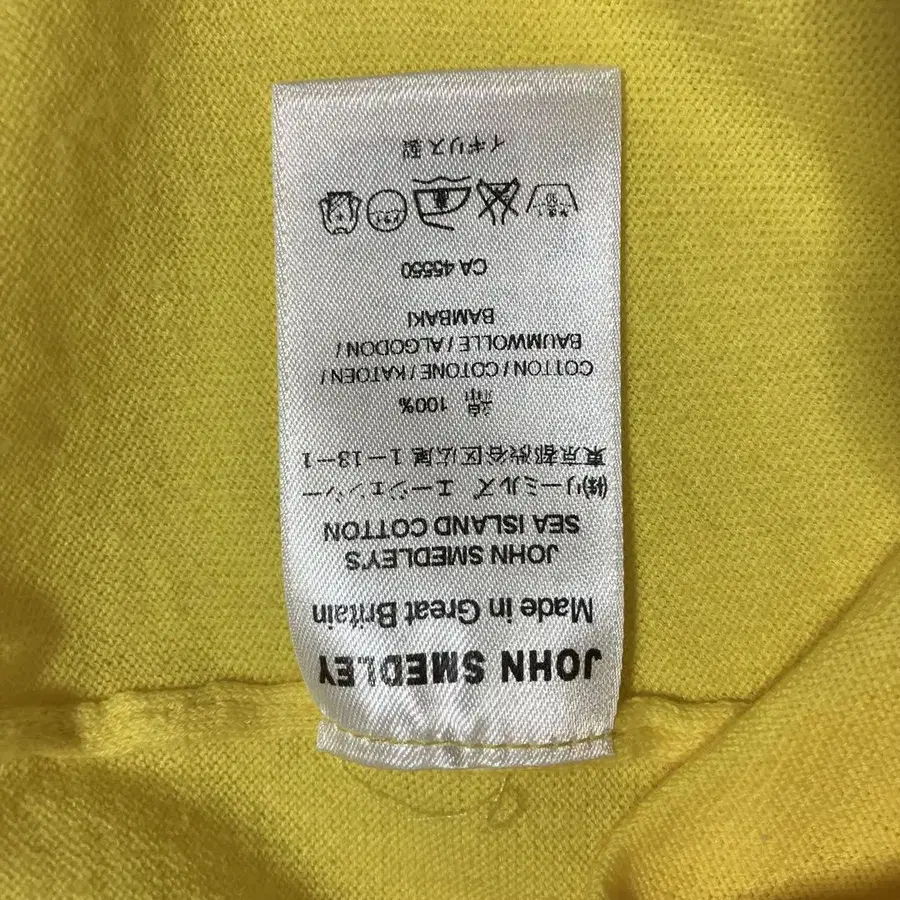 JOHN SMEDLEY
Made in Great Britain
JOHN SMEDLEY'S
SEA ISLAND COTTON
(株)リーミルズ エージェンシー
東京都渋谷区広尾1-13-1
綿 100%
COTTON / COTONE / KATOEN /
BAUMWOLLE / ALGODON /
BAMBAKI
CA 45550
イギリス製